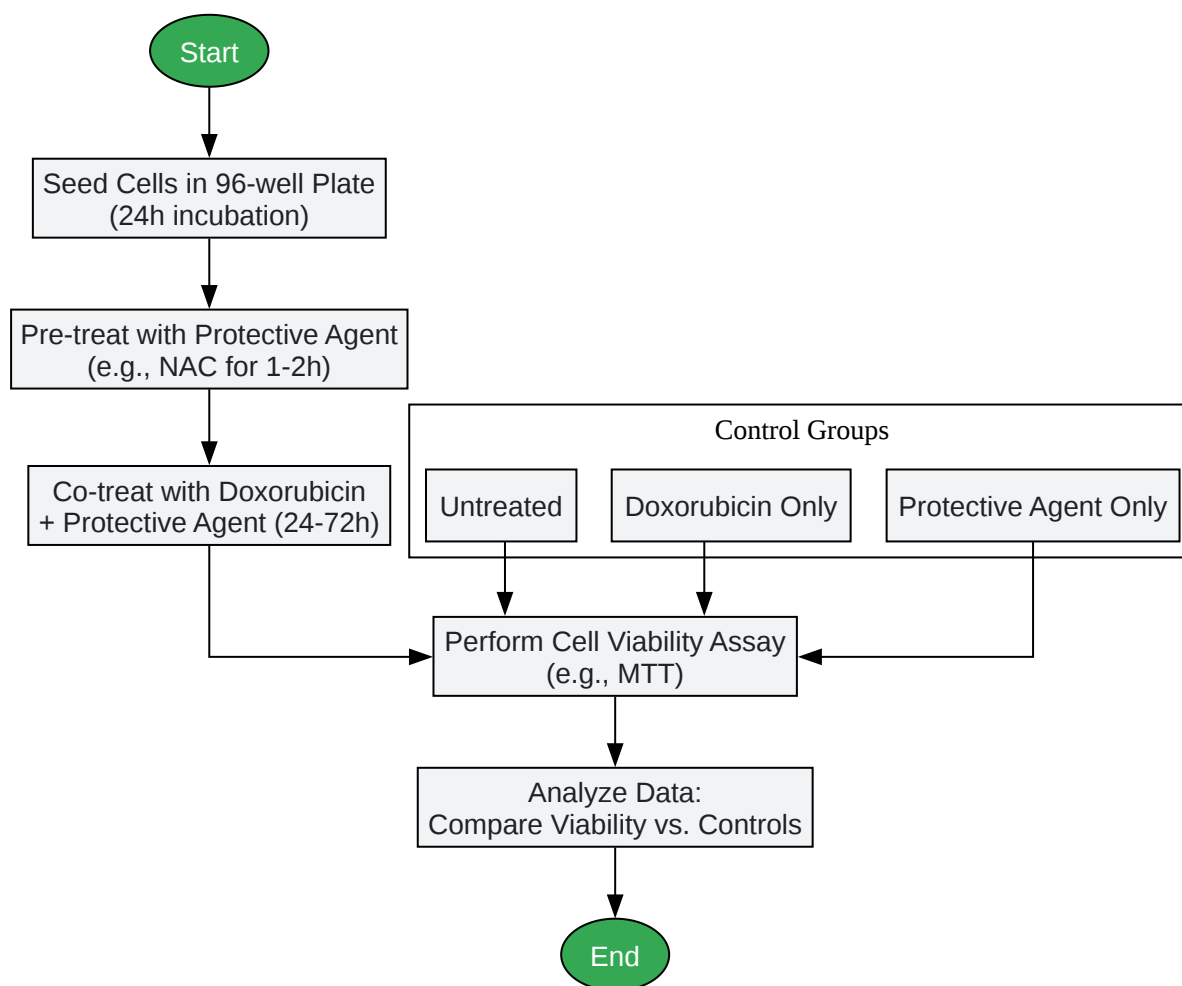 Start
Seed Cells in 96-well Plate
(24h incubation)
Pre-treat with Protective Agent
(e.g., NAC for 1-2h)
Co-treat with Doxorubicin
+ Protective Agent (24-72h)
Control Groups
Untreated
Doxorubicin Only
Protective Agent Only
Perform Cell Viability Assay
(e.g., MTT)
Analyze Data:
Compare Viability vs. Controls
End